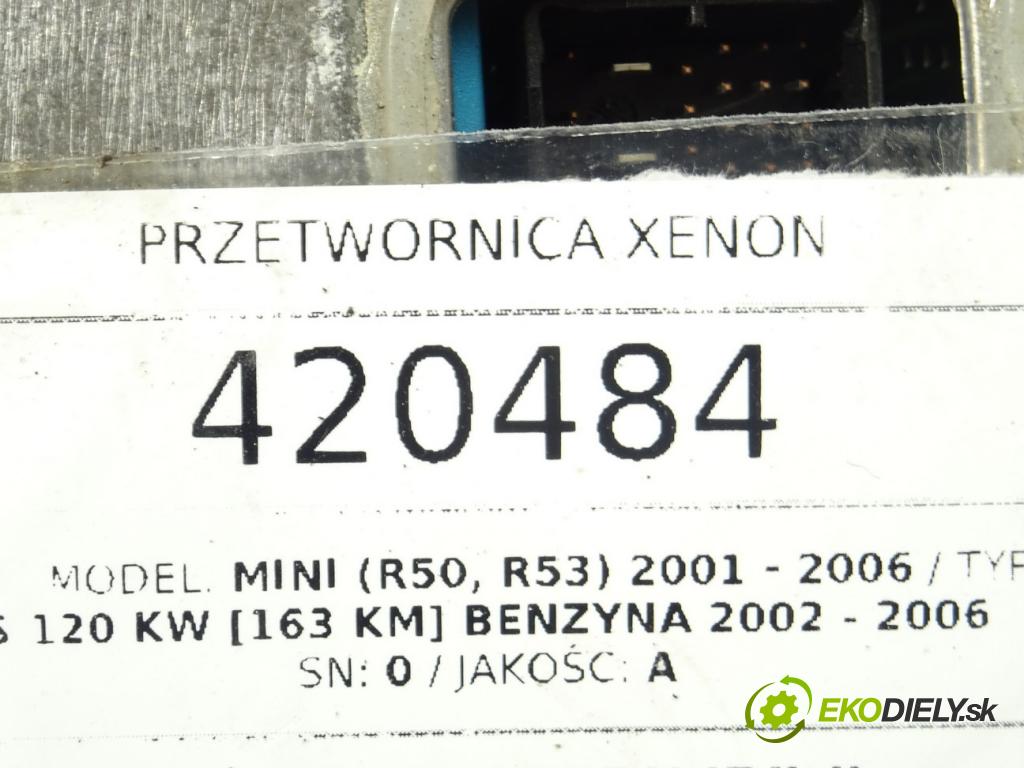 PRZETWORNICA XENON
420484
MODEL. MINI (R50, R53) 2001 - 2006 / TYP
S 120 KW [163 KM] BENZYNA 2002 - 2006
SN: 0 / JAKOŚĆ: A
EKODIELY.sk